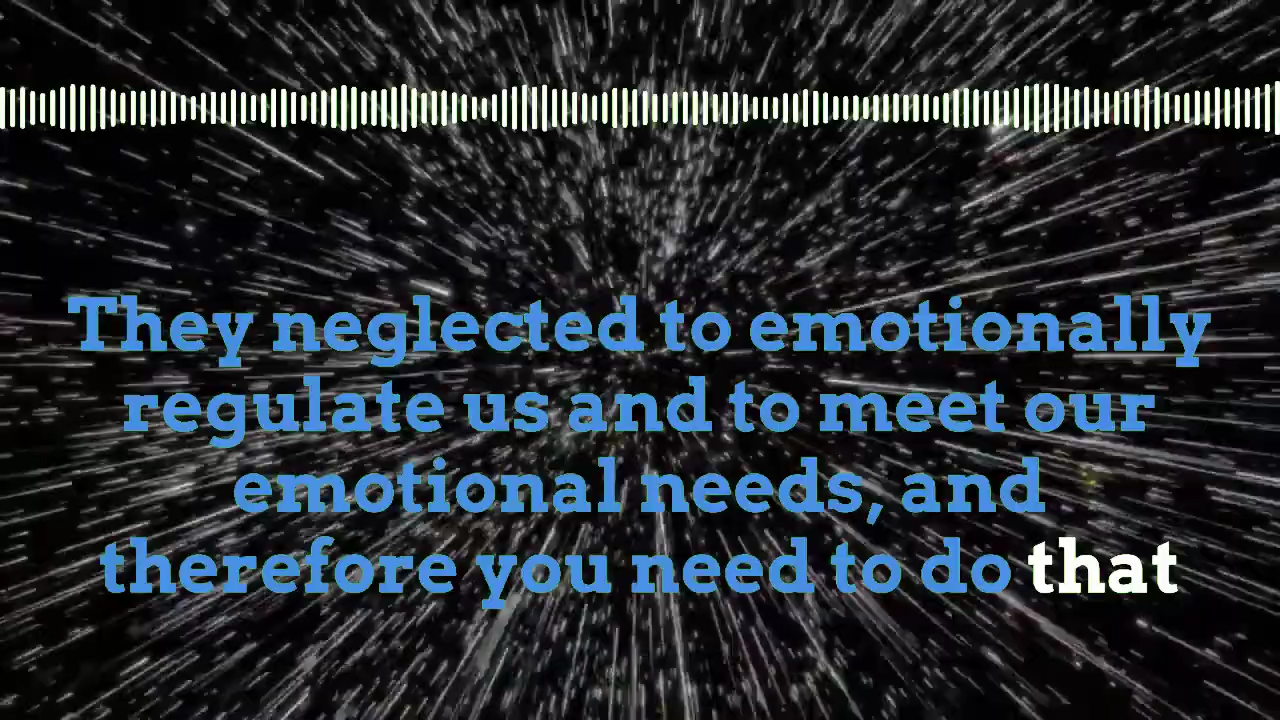 They neglected to emotionally
regulate us and to meet our
emotional needs, and
therefore you need to do that